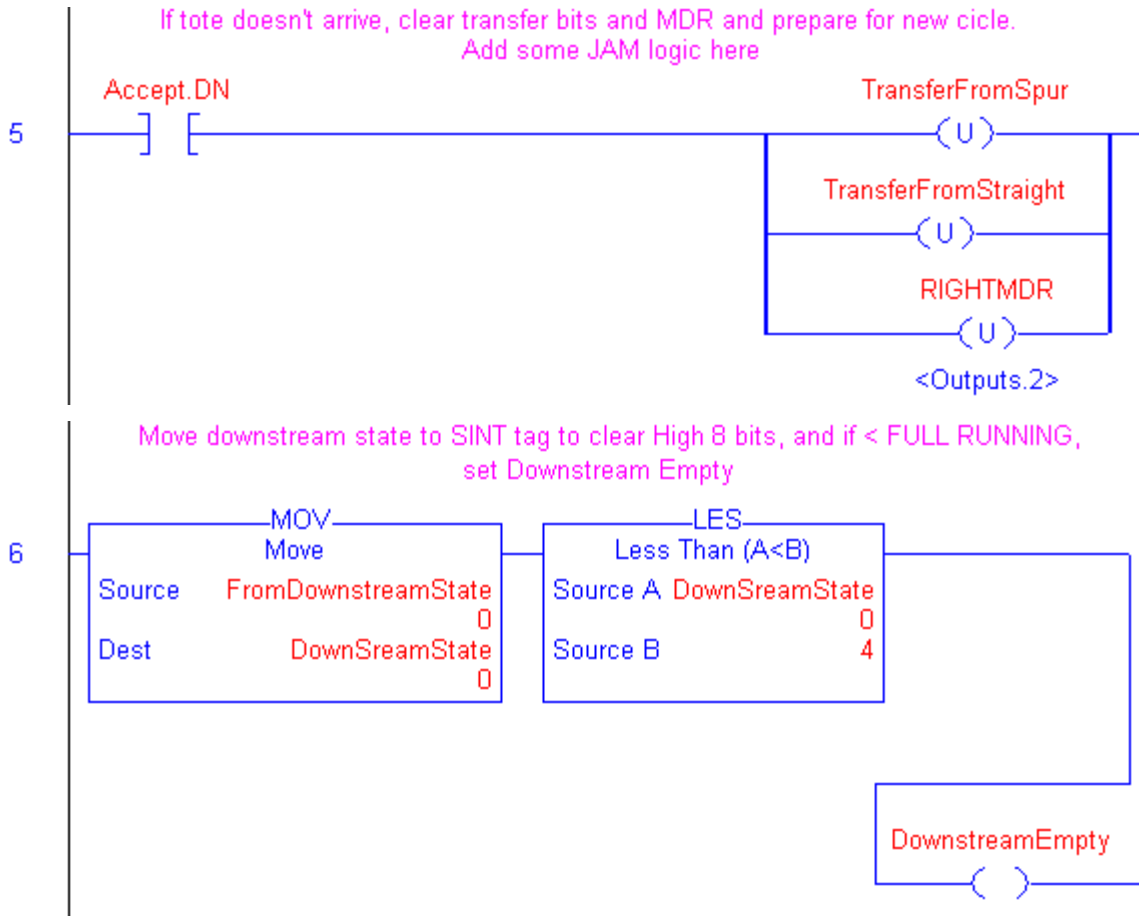 If tote doesn't arrive, clear transfer bits and MDR and prepare for new cicle.
Add some JAM logic here
Accept.DN
TransferFromSpur
5
U
TransferFromStraight
U
RIGHTMDR
U
<Outputs.2>
Move downstream state to SINT tag to clear High 8 bits, and if < FULL RUNNING,
set Downstream Empty
6
MOV
Move
Source FromDownstreamState
0
Dest DownSreamState
0
LES
Less Than (A<B)
Source A DownSreamState
0
Source B 4
DownstreamEmpty